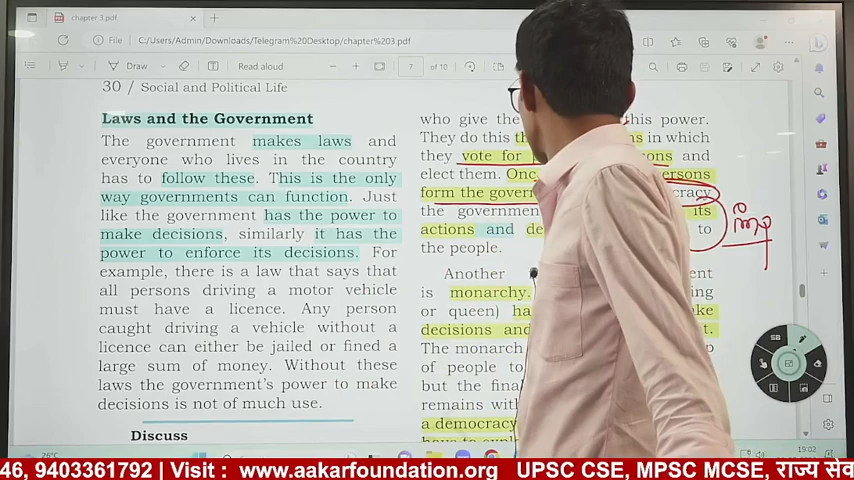 chapter 3.pdf
File
C:/Users/Admin/Downloads/Telegram%20Desktop/chapter%203.pdf
Draw
Read aloud
7 of 10
30 / Social and Political Life
Laws and the Government
The government makes laws and
everyone who lives in the country
has to follow these. This is the only
way governments can function. Just
like the government has the power to
make decisions, similarly it has the
power to enforce its decisions. For
example, there is a law that says that
all persons driving a motor vehicle
must have a licence. Any person
caught driving a vehicle without a
licence can either be jailed or fined a
large sum of money. Without these
laws the government's power to make
decisions is not of much use.
Discuss
who give the this power.
They do this in which
they vote for and
elect them.
form the
the government its
actions and to
the people.
Another
is monarchy.
or queen)
decisions and
The monarch
of people to
but the
remains
a democracy
imp
SB
26°C
19:02
46, 9403361792 | Visit : www.aakarfoundation.org UPSC CSE, MPSC MCSE, राज्य सेव